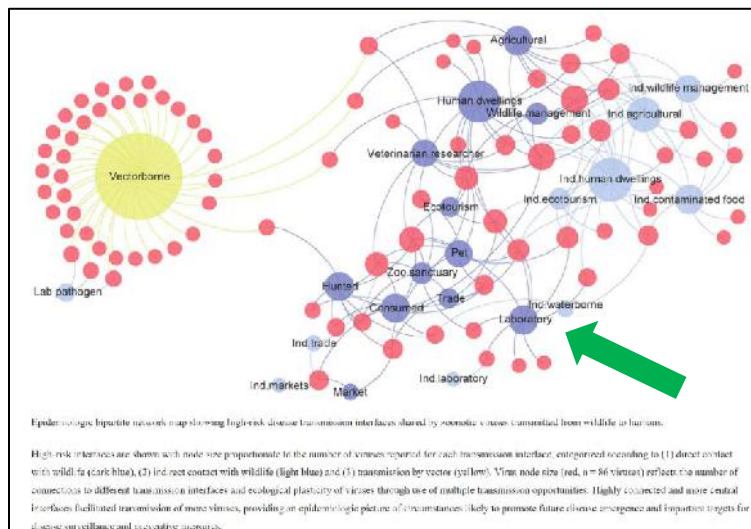 Agricultural
Ind.wildlife management
Human dwellings
Wildlife management
Ind.agricultural
Vectorborne
Veterinarian.researcher
Ind.human dwellings
Ind.ecotourism
Ind.contaminated food
Ecotourism
Pet
Lab pathogen
Zoo.sanctuary
Hunted
Trade
Ind.waterborne
Consumed
Laboratory
Ind.trade
Ind.markets
Market
Ind.laboratory
Epidemiologic bipartite network map showing high-risk disease transmission interfaces shared by zoonotic viruses transmitted from wildlife to humans.
High-risk interfaces are shown with node size proportionate to the number of viruses reported for each transmission interface, categorized according to (1) direct contact
with wildlife (dark blue), (2) indirect contact with wildlife (light blue) and (3) transmission by vector (yellow). Virus node size (red, n = 86 viruses) reflects the number of
connections to different transmission interfaces and ecological plasticity of viruses through use of multiple transmission opportunities. Highly connected and more central
interfaces facilitated transmission of more viruses, providing an epidemiologic picture of circumstances likely to promote future disease emergence and important targets for
disease surveillance and preventive measures.